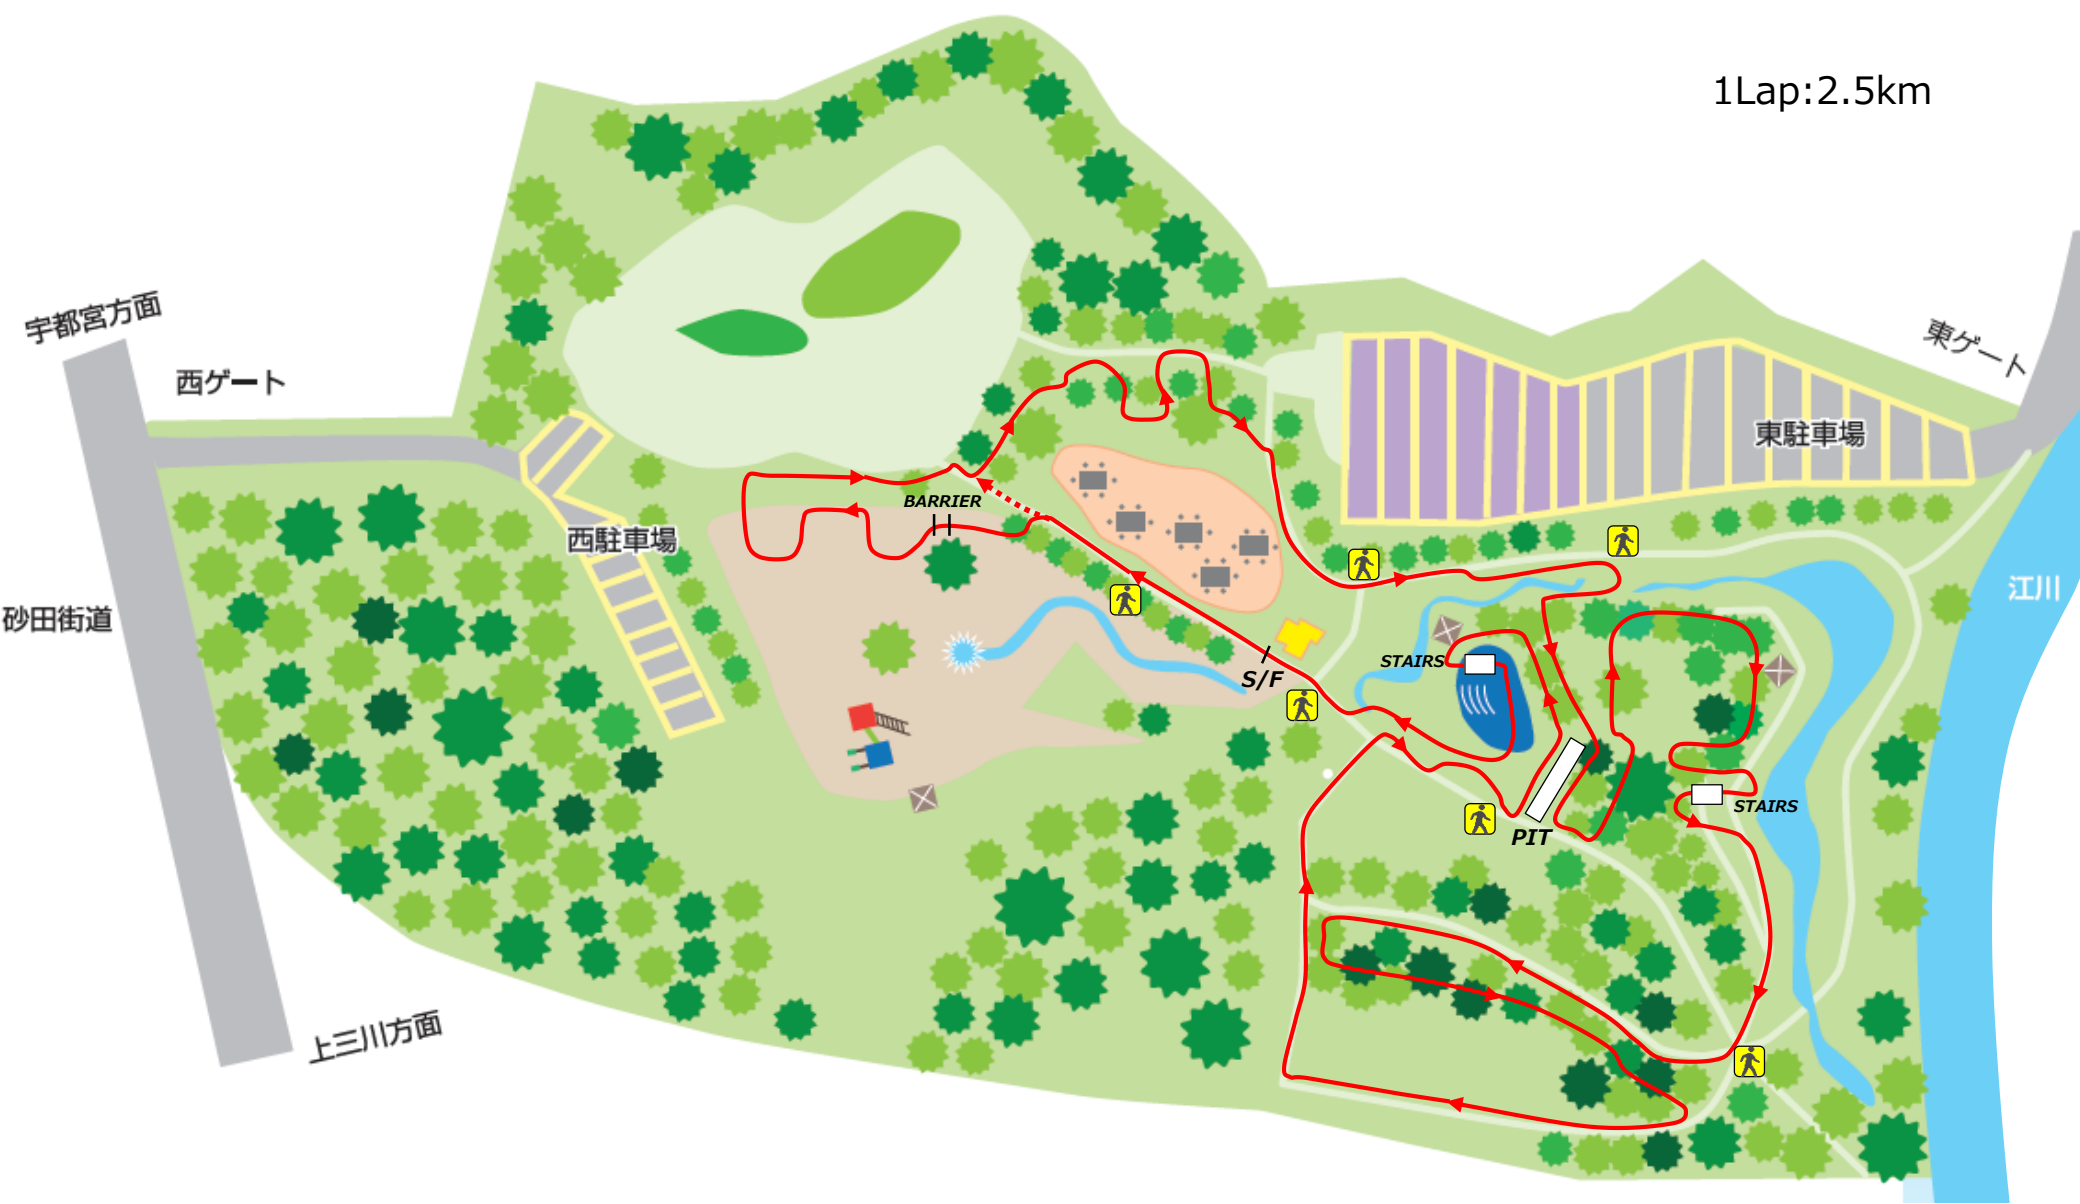 1Lap:2.5km
宇都宮方面
西ゲート
東ゲート
東駐車場
BARRIER
西駐車場
江川
砂田街道
STAIRS
S/F
STAIRS
PIT
上三川方面